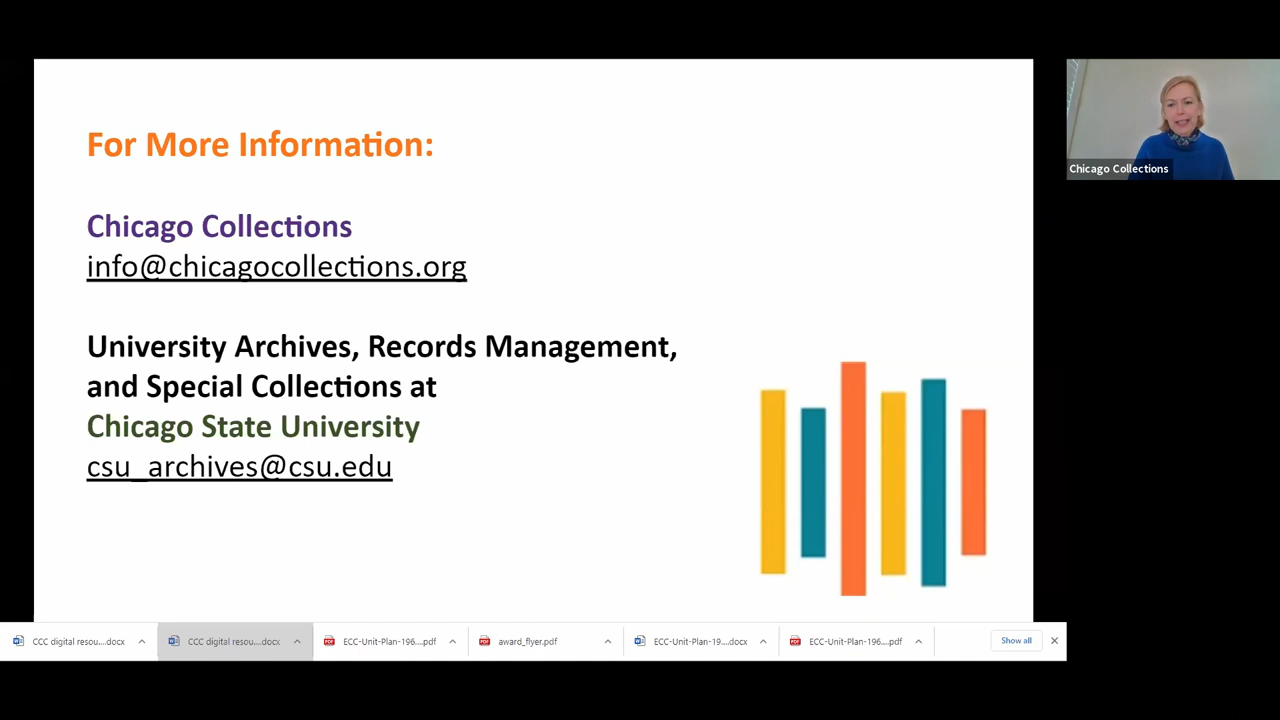 For More Information:
Chicago Collections
info@chicagocollections.org
University Archives, Records Management,
and Special Collections at
Chicago State University
csu_archives@csu.edu
Chicago Collections
CCC digital resou....docx
CCC digital resou....docx
ECC-Unit-Plan-196....pdf
award_flyer.pdf
ECC-Unit-Plan-19....docx
ECC-Unit-Plan-196....pdf
Show all